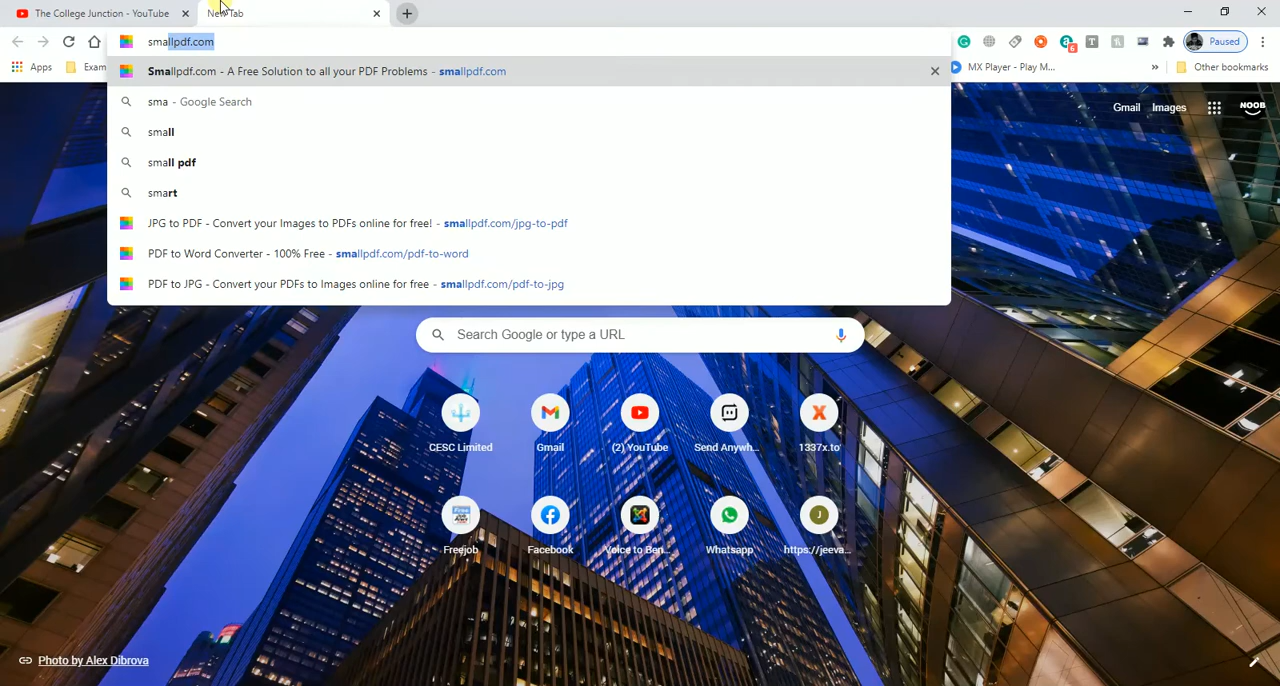 The College Junction - YouTube
New Tab
smallpdf.com
Paused
Apps
Exam
Smallpdf.com - A Free Solution to all your PDF Problems - smallpdf.com
MX Player - Play M...
»
Other bookmarks
sma - Google Search
Gmail
Images
NOOB
small
small pdf
smart
JPG to PDF - Convert your Images to PDFs online for free! - smallpdf.com/jpg-to-pdf
PDF to Word Converter - 100% Free - smallpdf.com/pdf-to-word
PDF to JPG - Convert your PDFs to Images online for free - smallpdf.com/pdf-to-jpg
Search Google or type a URL
CESC Limited
Gmail
(2) YouTube
Send Anywh...
1337x.to
Freejob
Facebook
Voice to Ben...
Whatsapp
J
https://jeeva...
Photo by Alex Dibrova